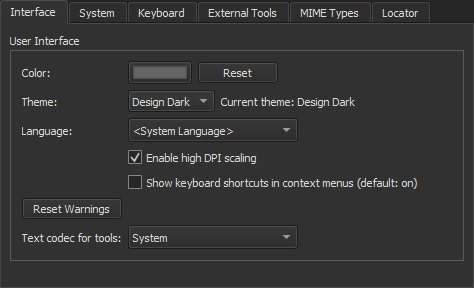 Interface System Keyboard External Tools MIME Types Locator
User Interface
Color: Reset
Theme: Design Dark Current theme: Design Dark
Language: <System Language>
Enable high DPI scaling
Show keyboard shortcuts in context menus (default: on)
Reset Warnings
Text codec for tools: System